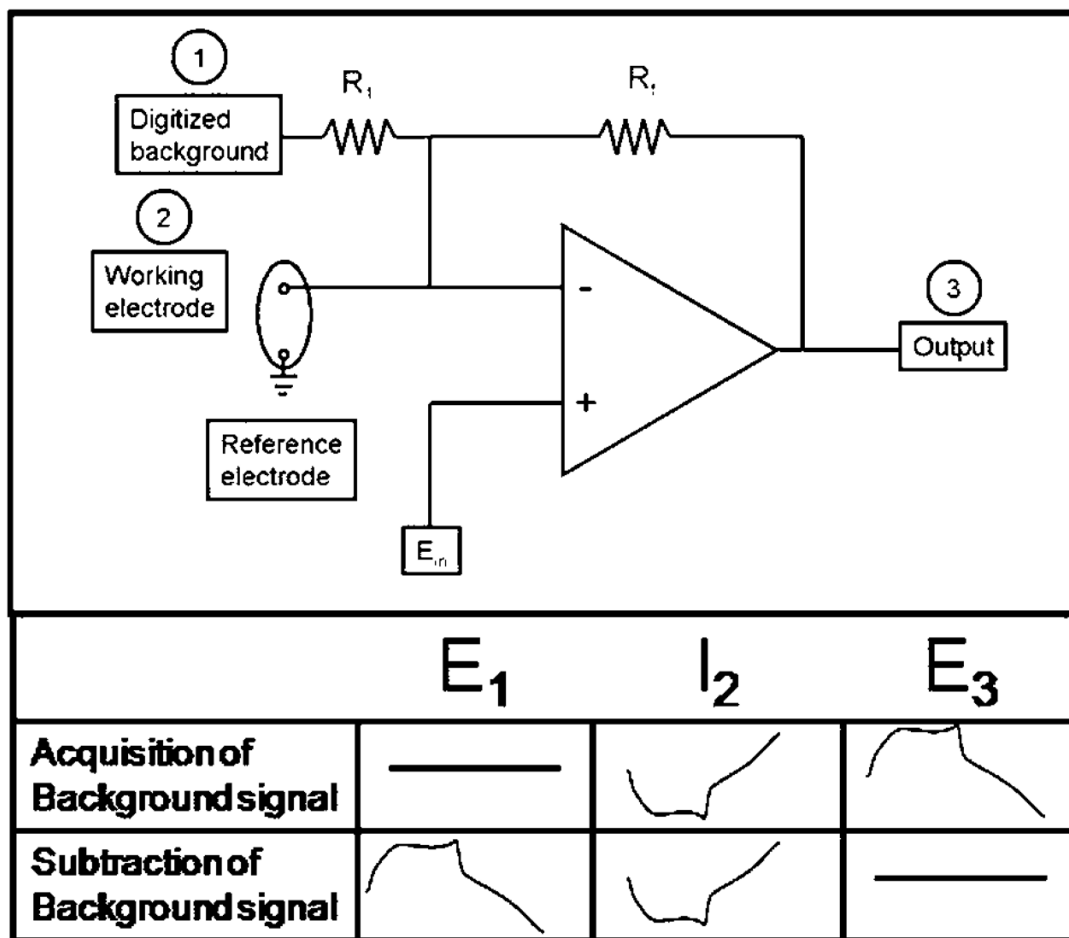 1
Digitized
background
R1
Rf
2
Working
electrode
-
3
Output
+
Reference
electrode
Ein
E1
I2
E3
Acquisition of
Background signal
Subtraction of
Background signal